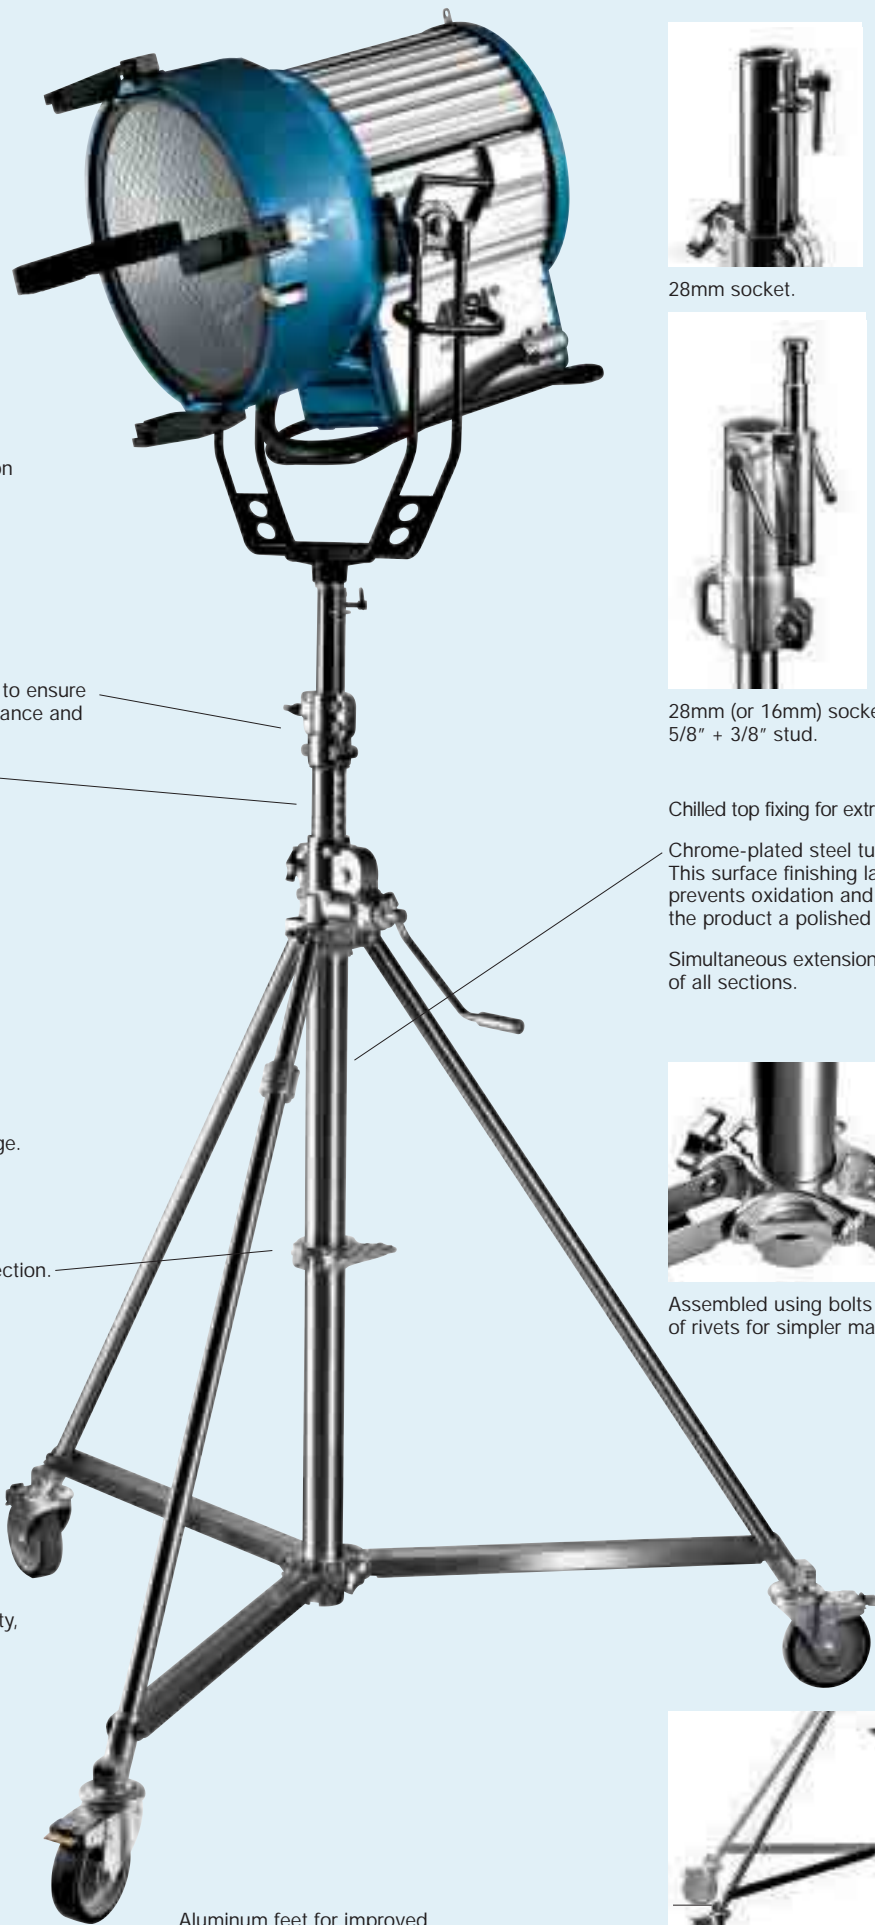 28mm socket.
on
28mm (or 16mm) socke
5/8" + 3/8" stud.
to ensure
ance and
Chilled top fixing for extr
Chrome-plated steel tu
This surface finishing la
prevents oxidation and
the product a polished
Simultaneous extension
of all sections.
ge.
ection.
Assembled using bolts
of rivets for simpler ma
ty,
Aluminum feet for improved